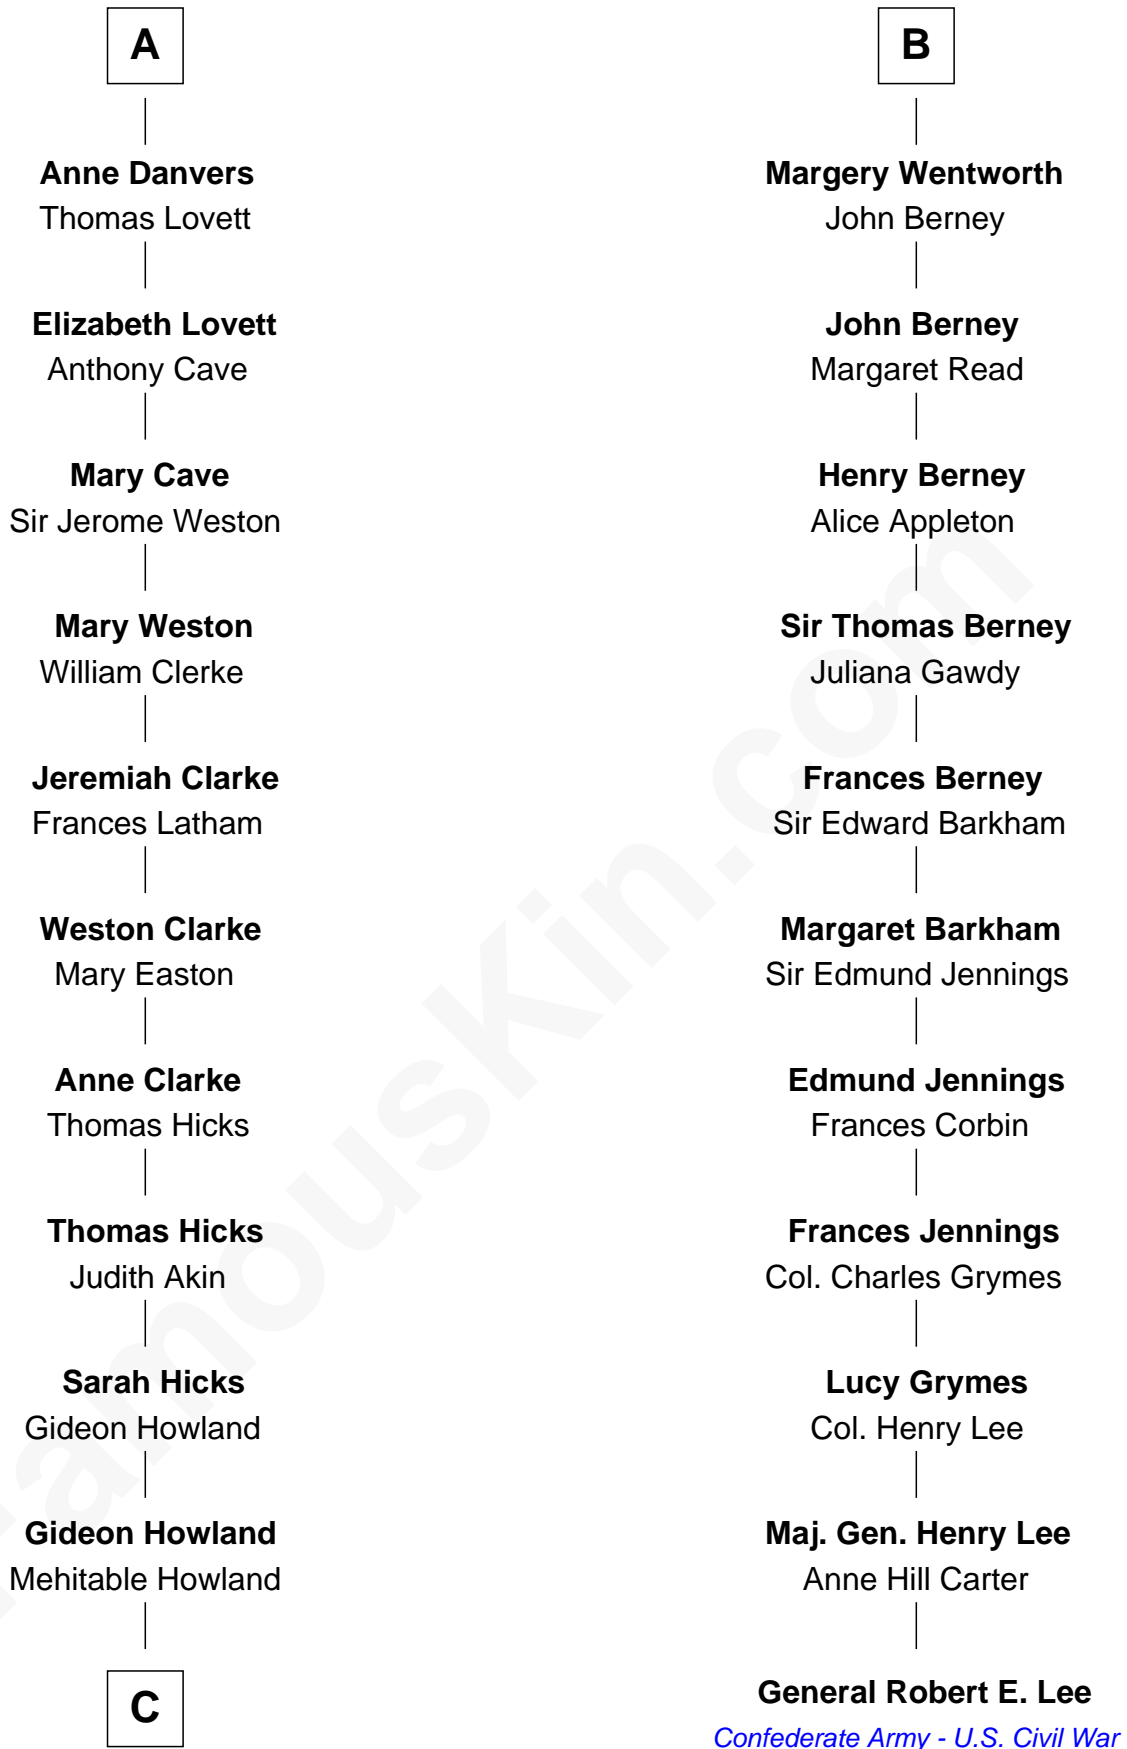 A
Anne Danvers
Thomas Lovett
Elizabeth Lovett
Anthony Cave
Mary Cave
Sir Jerome Weston
Mary Weston
William Clerke
Jeremiah Clarke
Frances Latham
Weston Clarke
Mary Easton
Anne Clarke
Thomas Hicks
Thomas Hicks
Judith Akin
Sarah Hicks
Gideon Howland
Gideon Howland
Mehitable Howland
C
B
Margery Wentworth
John Berney
John Berney
Margaret Read
Henry Berney
Alice Appleton
Sir Thomas Berney
Juliana Gawdy
Frances Berney
Sir Edward Barkham
Margaret Barkham
Sir Edmund Jennings
Edmund Jennings
Frances Corbin
Frances Jennings
Col. Charles Grymes
Lucy Grymes
Col. Henry Lee
Maj. Gen. Henry Lee
Anne Hill Carter
General Robert E. Lee
Confederate Army - U.S. Civil War
FamousKin.com